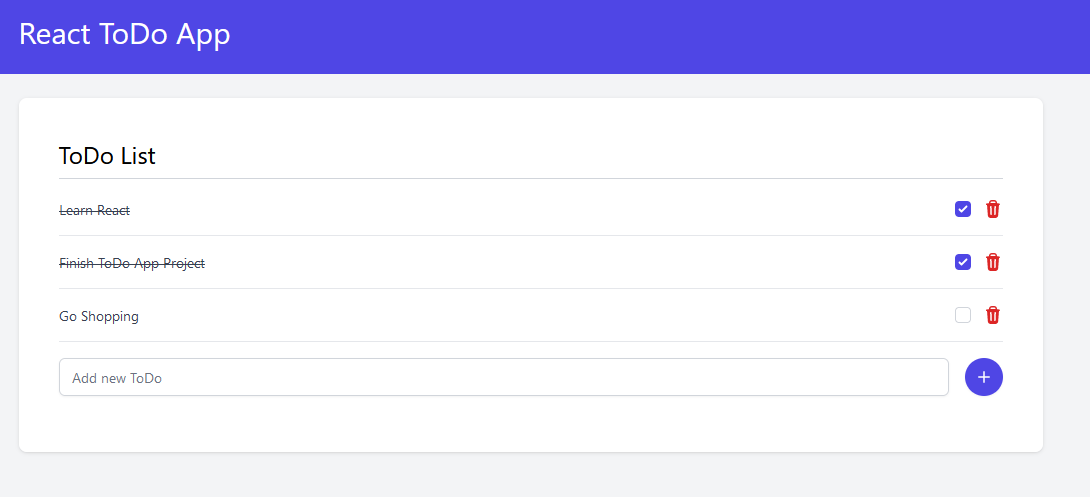 React ToDo App
ToDo List
Learn React
Finish ToDo App Project
Go Shopping
Add new ToDo